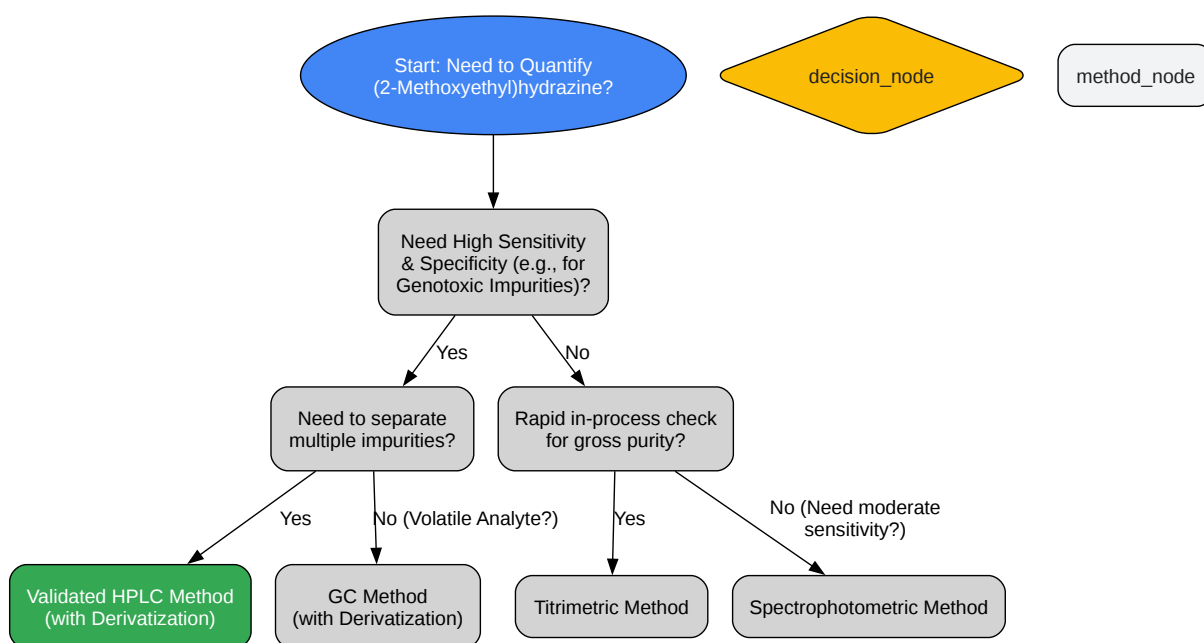 Start: Need to Quantify
(2-Methoxyethyl)hydrazine?
decision_node
method_node
Need High Sensitivity
& Specificity (e.g., for
Genotoxic Impurities)?
Yes
No
Need to separate
multiple impurities?
Rapid in-process check
for gross purity?
Yes
No (Volatile Analyte?)
Yes
No (Need moderate
sensitivity?)
Validated HPLC Method
(with Derivatization)
GC Method
(with Derivatization)
Titrimetric Method
Spectrophotometric Method